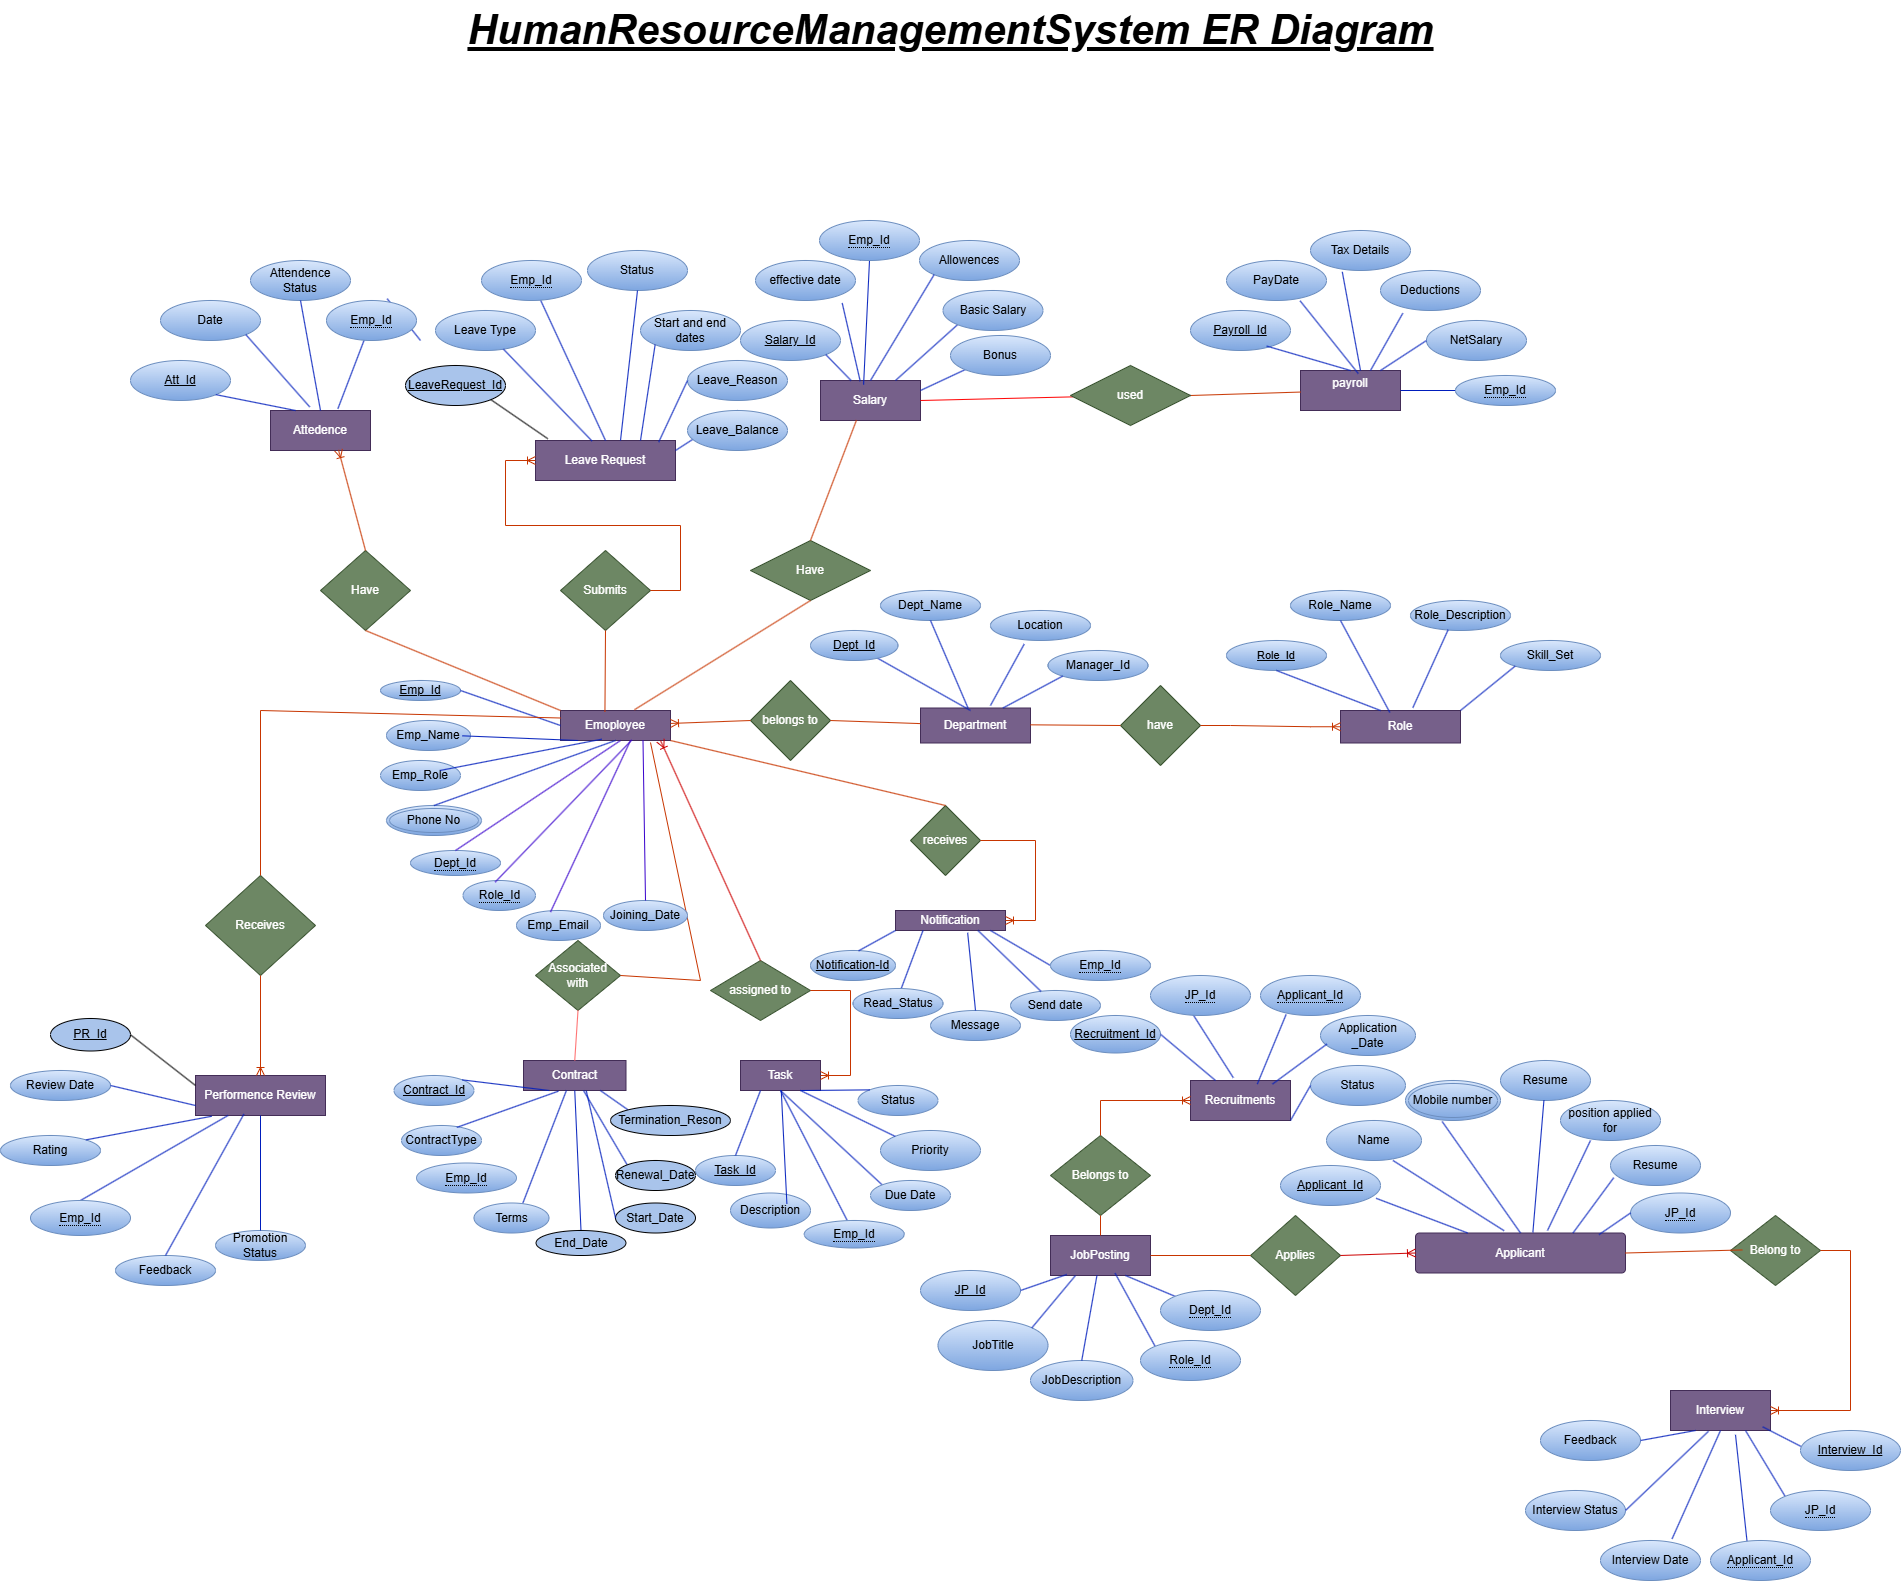 HumanResourceManagementSystem ER Diagram
Emp_Id
effective date
Allowences
Salary_Id
Basic Salary
Bonus
Salary
Tax Details
PayDate
Deductions
Payroll_Id
NetSalary
Emp_Id
payroll
used
Attendence
Status
Date
Emp_Id
Att_Id
Attedence
Emp_Id
Status
Leave Type
Start and end
dates
LeaveRequest_Id
Leave_Reason
Leave_Balance
Leave Request
Have
Submits
Have
Dept_Name
Location
Dept_Id
Manager_Id
Department
Role_Name
Role_Description
Role_Id
Skill_Set
Role
belongs to
have
Emp_Id
Emoployee
Emp_Name
Emp_Role
Phone No
Dept_Id
Role_Id
Emp_Email
Joining_Date
receives
Receives
Associated
with
assigned to
Notification
Notification-Id
Emp_Id
Read_Status
Send date
Message
JP_Id
Applicant_Id
Recruitment_Id
Application
_Date
Status
Recruitments
PR_Id
Review Date
Performence Review
Rating
Emp_Id
Feedback
Promotion
Status
Contract
Contract_Id
Termination_Reson
ContractType
Emp_Id
Renewal_Date
Terms
Start_Date
End_Date
Task
Status
Priority
Task_Id
Due Date
Description
Emp_Id
Belongs to
JobPosting
JP_Id
Dept_Id
JobTitle
Role_Id
JobDescription
Applies
Resume
Mobile number
position applied
for
Name
Resume
Applicant_Id
JP_Id
Applicant
Belong to
Interview
Feedback
Interview_Id
Interview Status
JP_Id
Interview Date
Applicant_Id